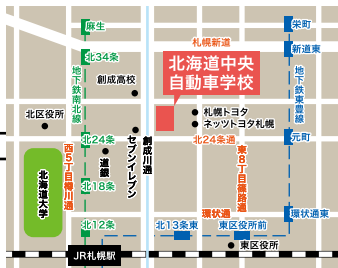 麻生
栄町
札幌新道
新道東
北34条
北海道中央
自動車学校
地下鉄南北線
地下鉄東豊線
創成高校
札幌トヨタ
ネッツトヨタ札幌
北区役所
北24条
セブンイレブン
創成川通
北24条通
元町
道銀
西5丁目樽川通
東8丁目篠路通
北海道大学
北18条
環状通
環状通東
北12条
北13条東
東区役所前
東区役所
JR札幌駅